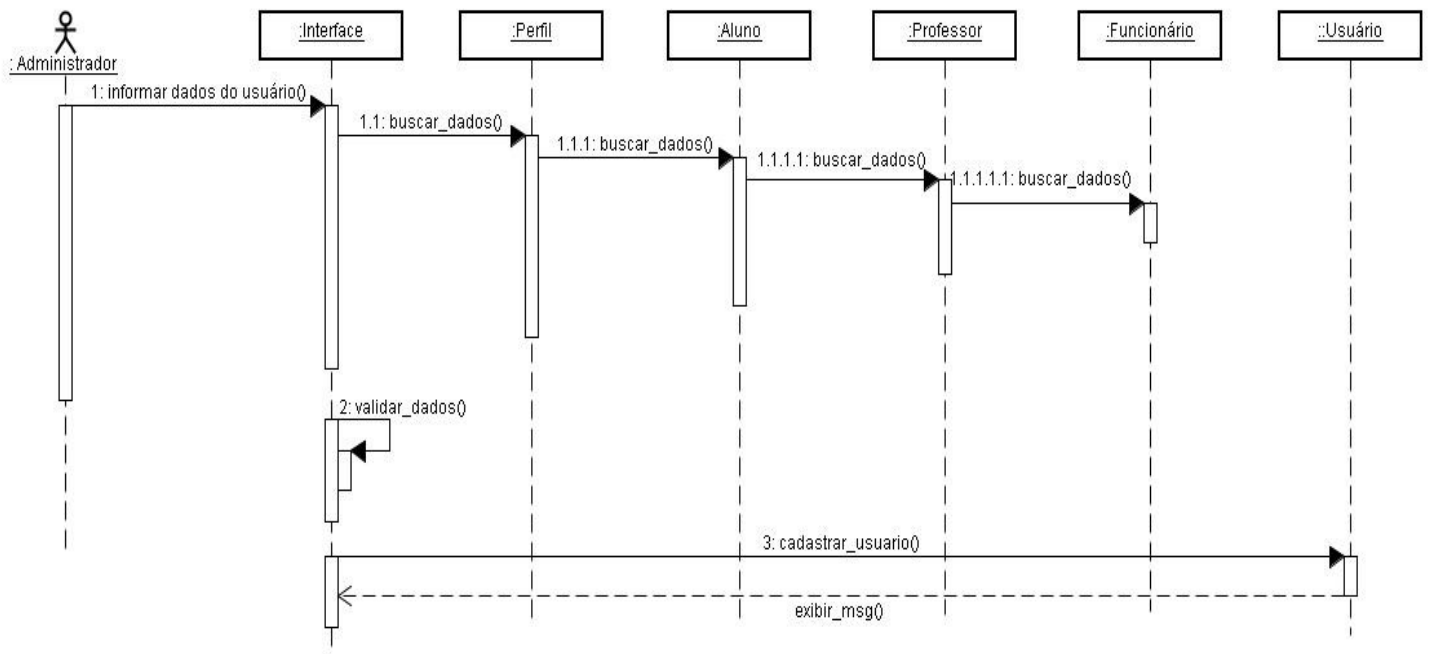 :Interface
:Perfil
:Aluno
:Professor
:Funcionário
::Usuário
: Administrador
1: informar dados do usuário()
1.1: buscar_dados()
1.1.1: buscar_dados()
1.1.1.1: buscar_dados()
1.1.1.1.1: buscar_dados()
2: validar_dados()
3: cadastrar_usuario()
exibir_msg()